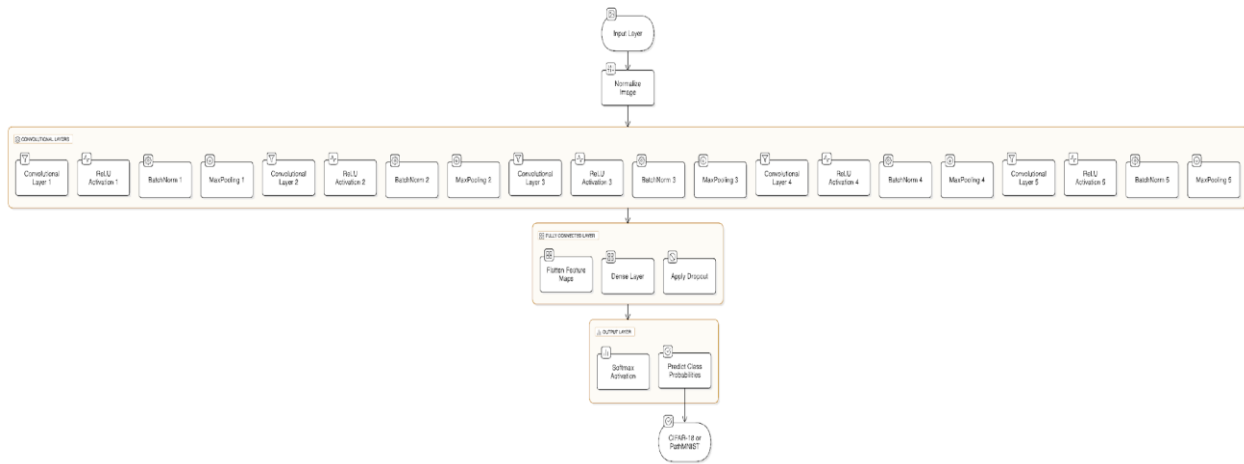 Input Layer
Normalize
Image
CONVOLUTIONAL LAYERS
Convolutional
Layer 1
ReLU
Activation 1
BatchNorm 1
MaxPooling 1
Convolutional
Layer 2
ReLU
Activation 2
BatchNorm 2
MaxPooling 2
Convolutional
Layer 3
ReLU
Activation 3
BatchNorm 3
MaxPooling 3
Convolutional
Layer 4
ReLU
Activation 4
BatchNorm 4
MaxPooling 4
Convolutional
Layer 5
ReLU
Activation 5
BatchNorm 5
MaxPooling 5
FULLY CONNECTED LAYER
Flatten Feature
Maps
Dense Layer
Apply Dropout
OUTPUT LAYER
Softmax
Activation
Predict Class
Probabilities
CIFAR-10 or
PathMNIST